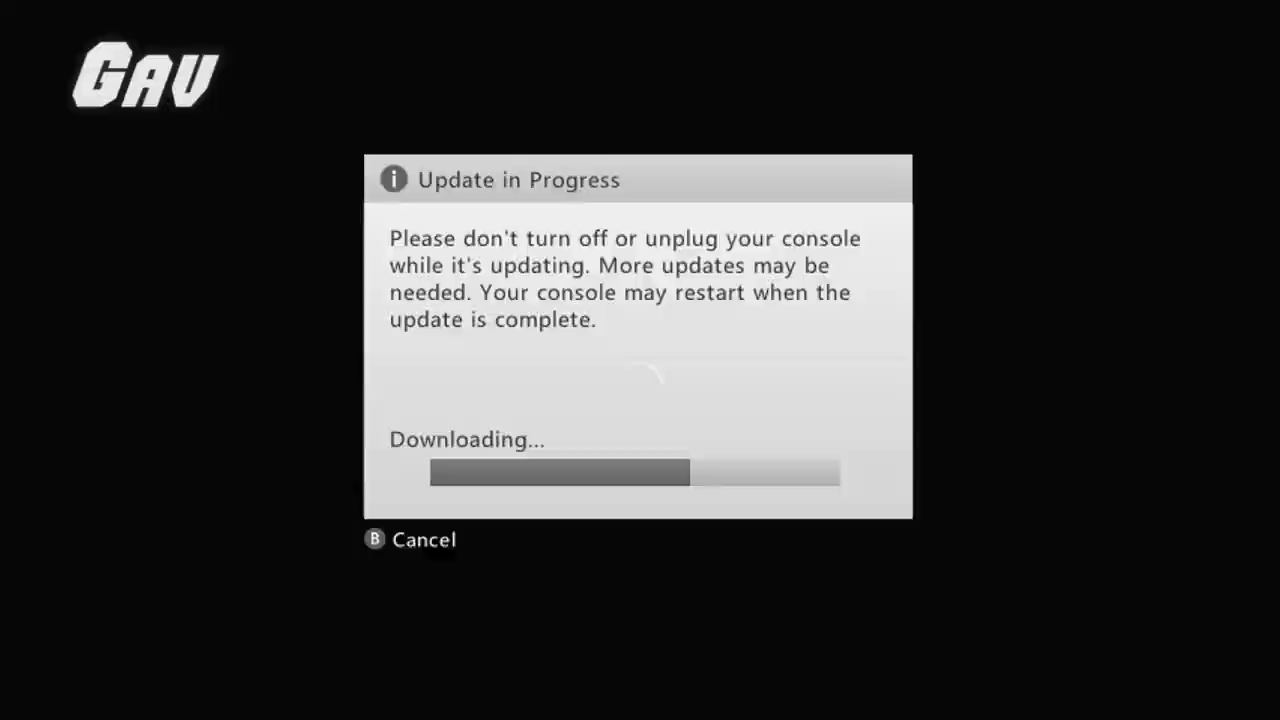 GAV
Update in Progress
Please don't turn off or unplug your console
while it's updating. More updates may be
needed. Your console may restart when the
update is complete.
Downloading...
B Cancel